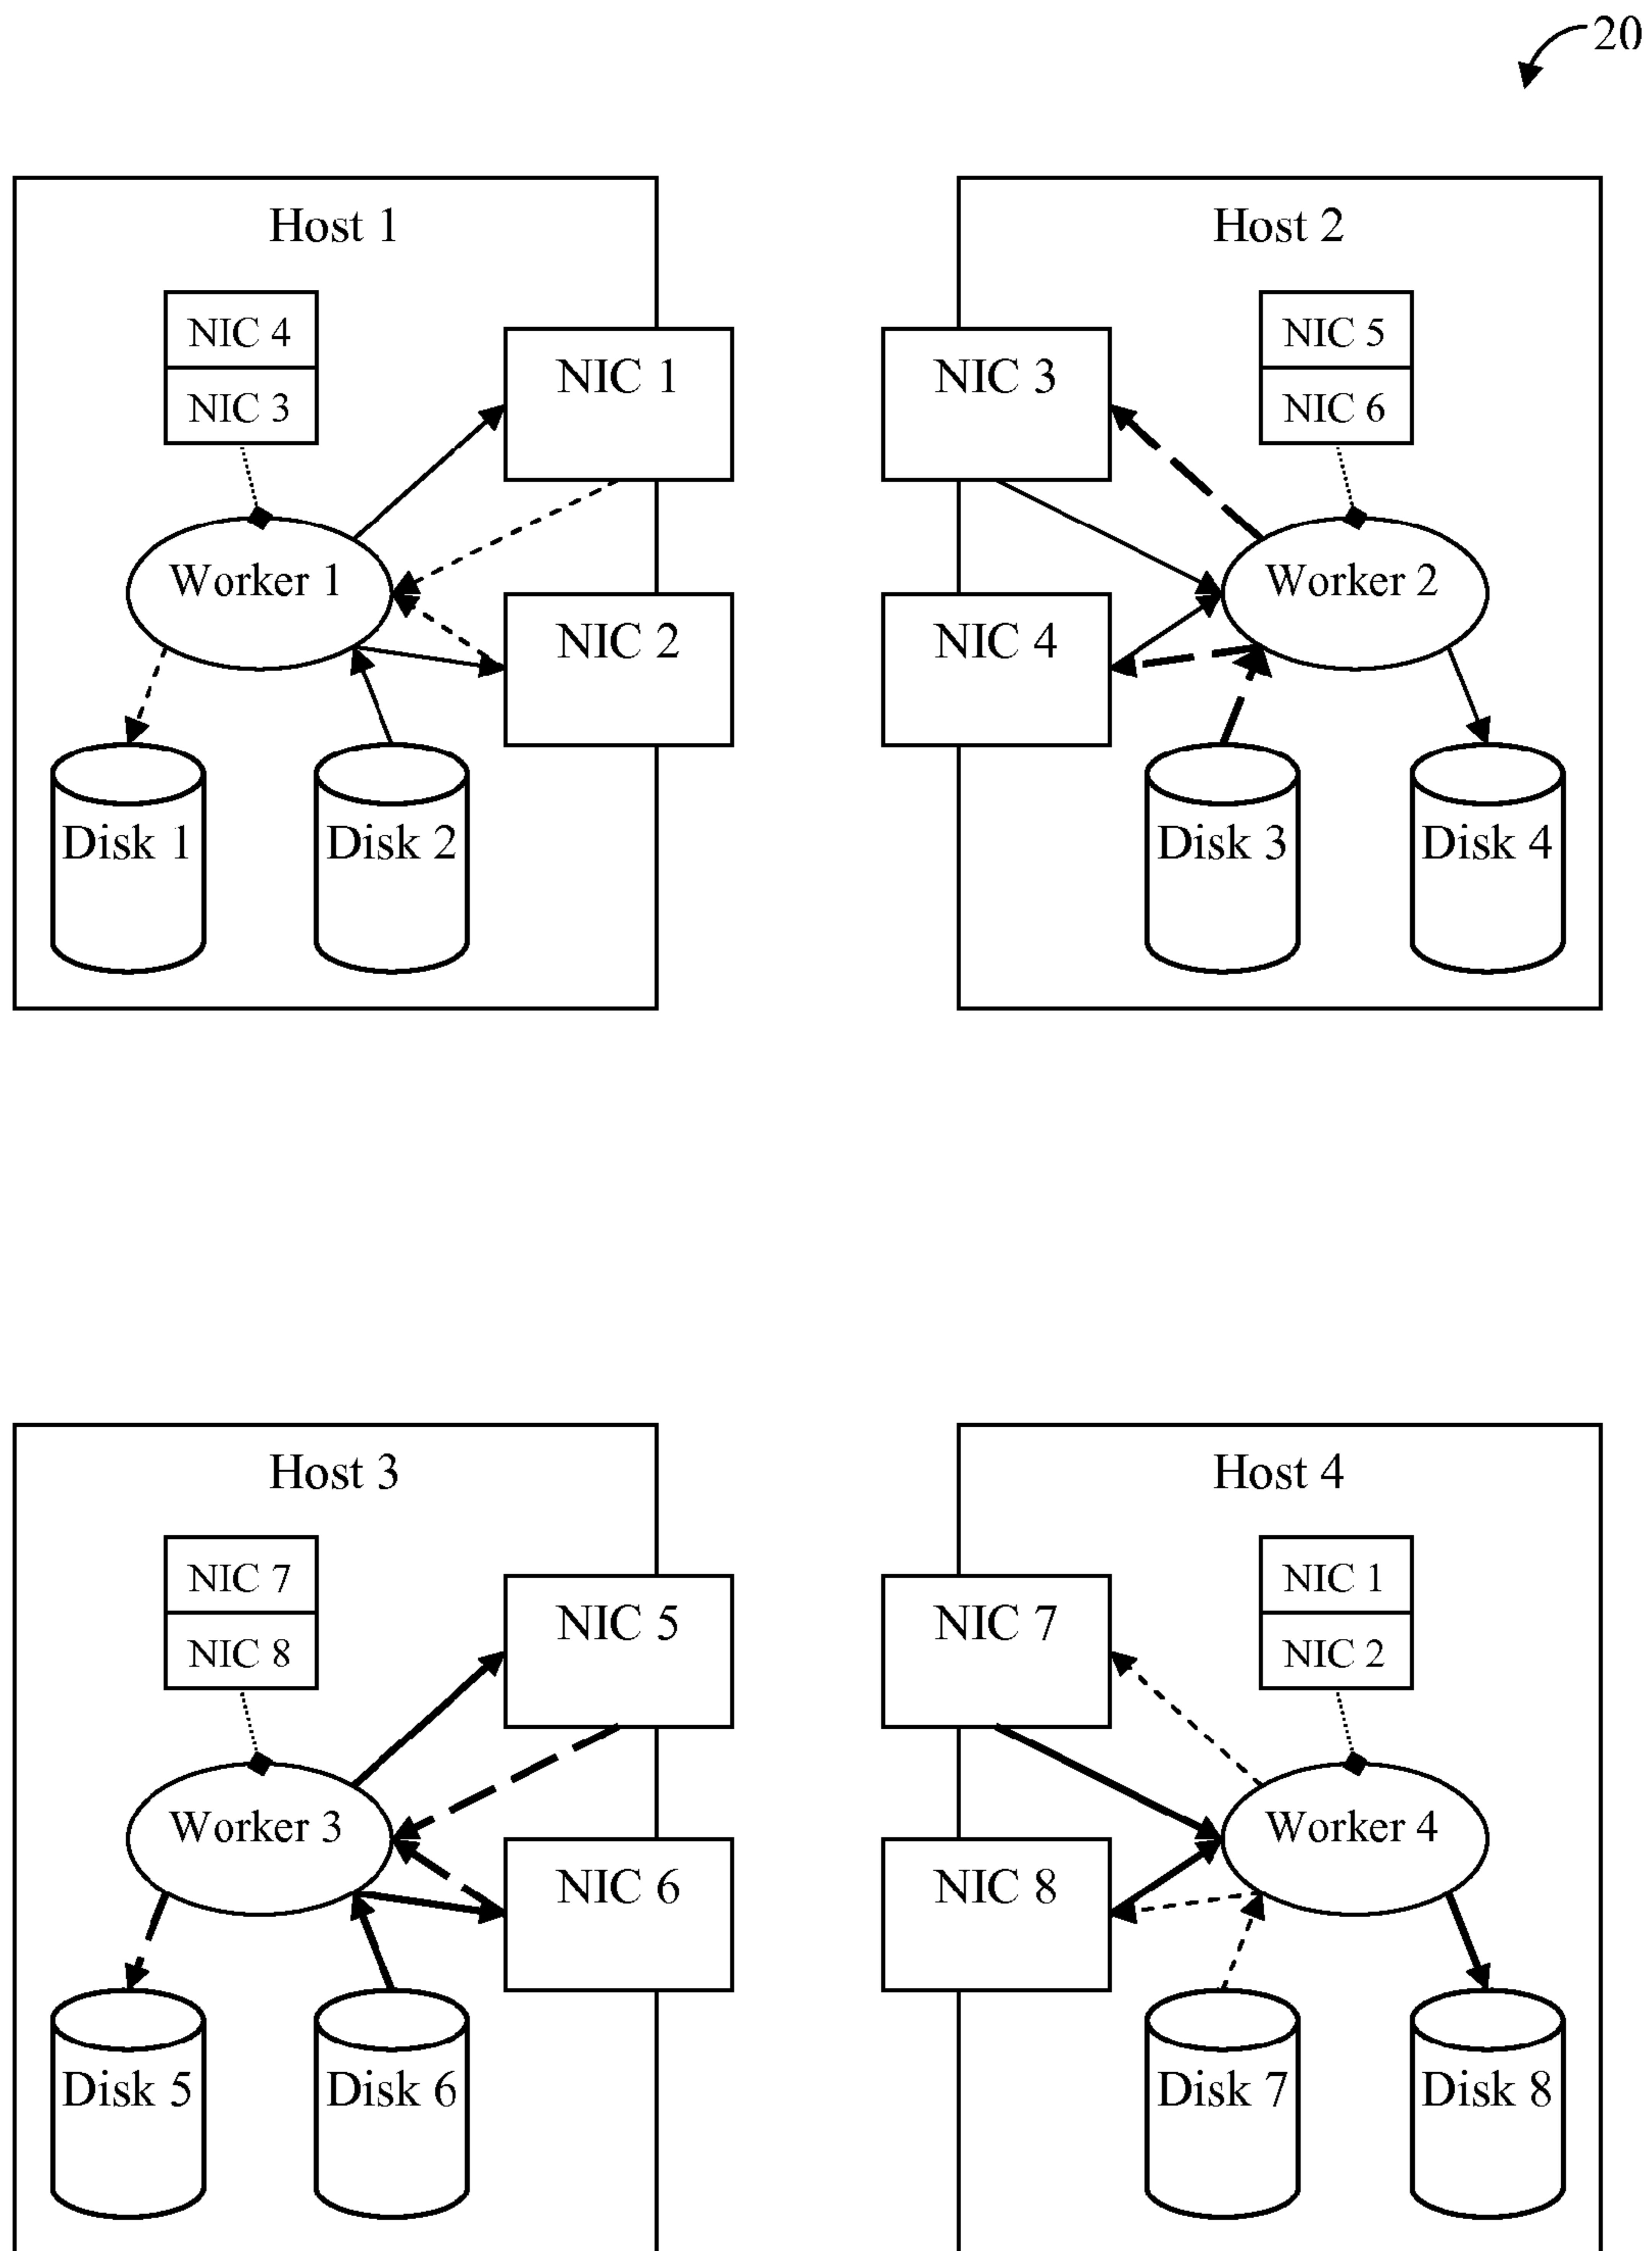 20
Host 1
NIC 4
NIC 3
NIC 1
Worker 1
NIC 2
Disk 1
Disk 2
Host 2
NIC 5
NIC 6
NIC 3
Worker 2
NIC 4
Disk 3
Disk 4
Host 3
NIC 7
NIC 8
NIC 5
Worker 3
NIC 6
Disk 5
Disk 6
Host 4
NIC 1
NIC 2
NIC 7
Worker 4
NIC 8
Disk 7
Disk 8